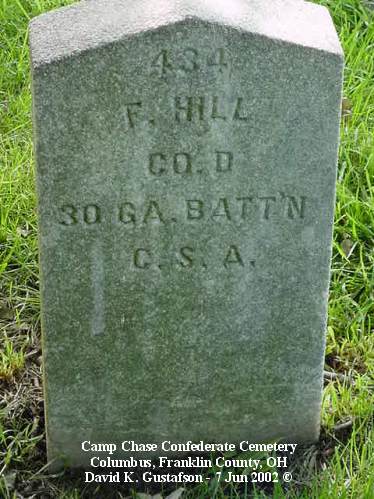 434
F. HILL
CO. D
30 GA. BATT'N
C. S. A.
Camp Chase Confederate Cemetery
Columbus, Franklin County, OH
David K. Gustafson - 7 Jun 2002 ©